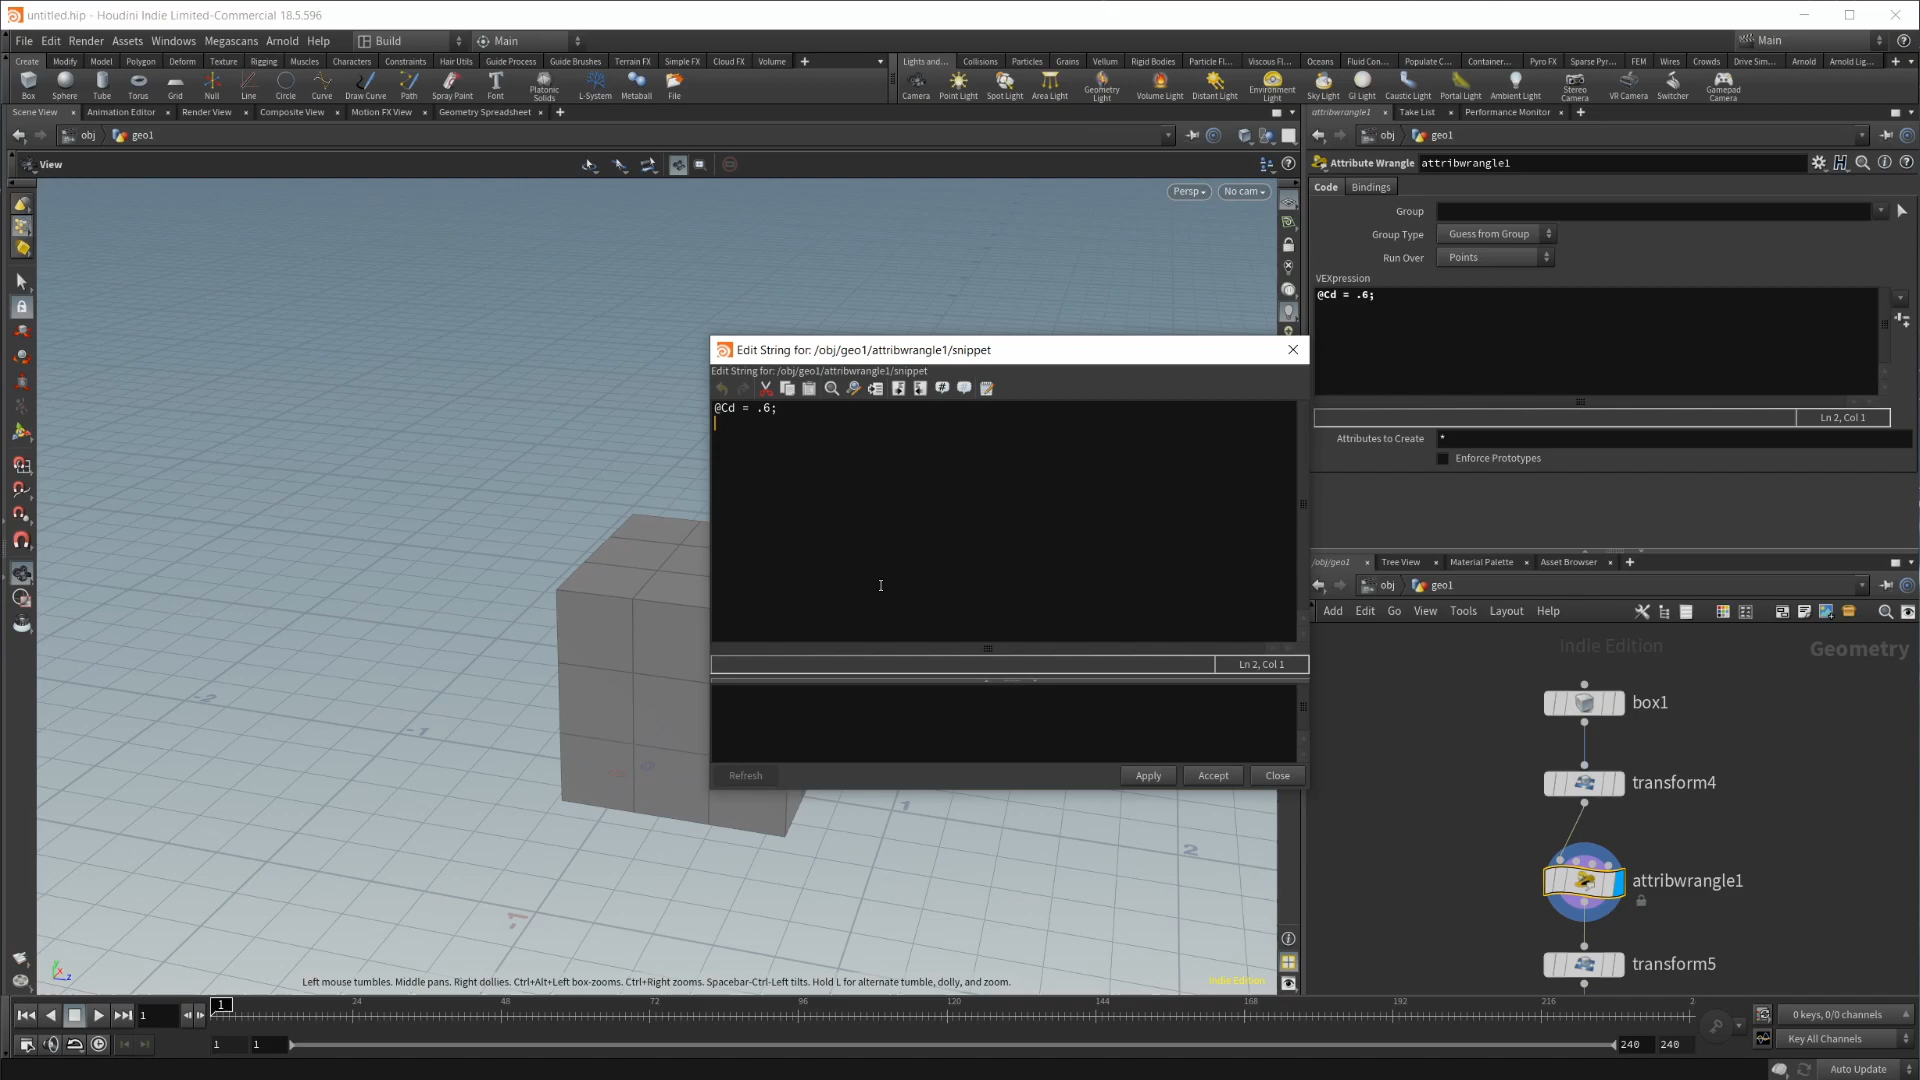 untitled.hip - Houdini Indie Limited-Commercial 18.5.596
File Edit Render Assets Windows Megascans Arnold Help Build Main Main
Create Modify Model Polygon Deform Texture Rigging Muscles Characters Constraints Hair Utils Guide Process Guide Brushes Terrain FX Simple FX Cloud FX Volume
Lights and... Collisions Particles Grains Vellum Rigid Bodies Particle Fl... Viscous Fl... Oceans Fluid Con... Populate C... Container... Pyro FX Sparse Pyr... FEM Wires Crowds Drive Sim... Arnold Arnold Lig...
Box Sphere Tube Torus Grid Null Line Circle Curve Draw Curve Path Spray Paint Font Platonic Solids L-System Metaball File
Camera Point Light Spot Light Area Light Geometry Light Volume Light Distant Light Environment Light Sky Light GI Light Caustic Light Portal Light Ambient Light Stereo Camera VR Camera Switcher Gamepad Camera
Scene View Animation Editor Render View Composite View Motion FX View Geometry Spreadsheet
attribwrangle1 Take List Performance Monitor
obj geo1
obj geo1
View
Attribute Wrangle attribwrangle1
Persp No cam
Code Bindings
Group
Group Type Guess from Group
Run Over Points
VEXpression
@Cd = .6;
Ln 2, Col 1
Attributes to Create *
Enforce Prototypes
Edit String for: /obj/geo1/attribwrangle1/snippet
Edit String for: /obj/geo1/attribwrangle1/snippet
@Cd = .6;
Ln 2, Col 1
Refresh Apply Accept Close
/obj/geo1 Tree View Material Palette Asset Browser
obj geo1
Add Edit Go View Tools Layout Help
Indie Edition Geometry
box1
transform4
attribwrangle1
transform5
-2
-1
0
1
2
Left mouse tumbles. Middle pans. Right dollies. Ctrl+Alt+Left box-zooms. Ctrl+Right zooms. Spacebar-Ctrl-Left tilts. Hold L for alternate tumble, dolly, and zoom.
Indie Edition
1 1 24 48 72 96 120 144 168 192 216 2
0 keys, 0/0 channels
1 1 240 240
Key All Channels
Auto Update